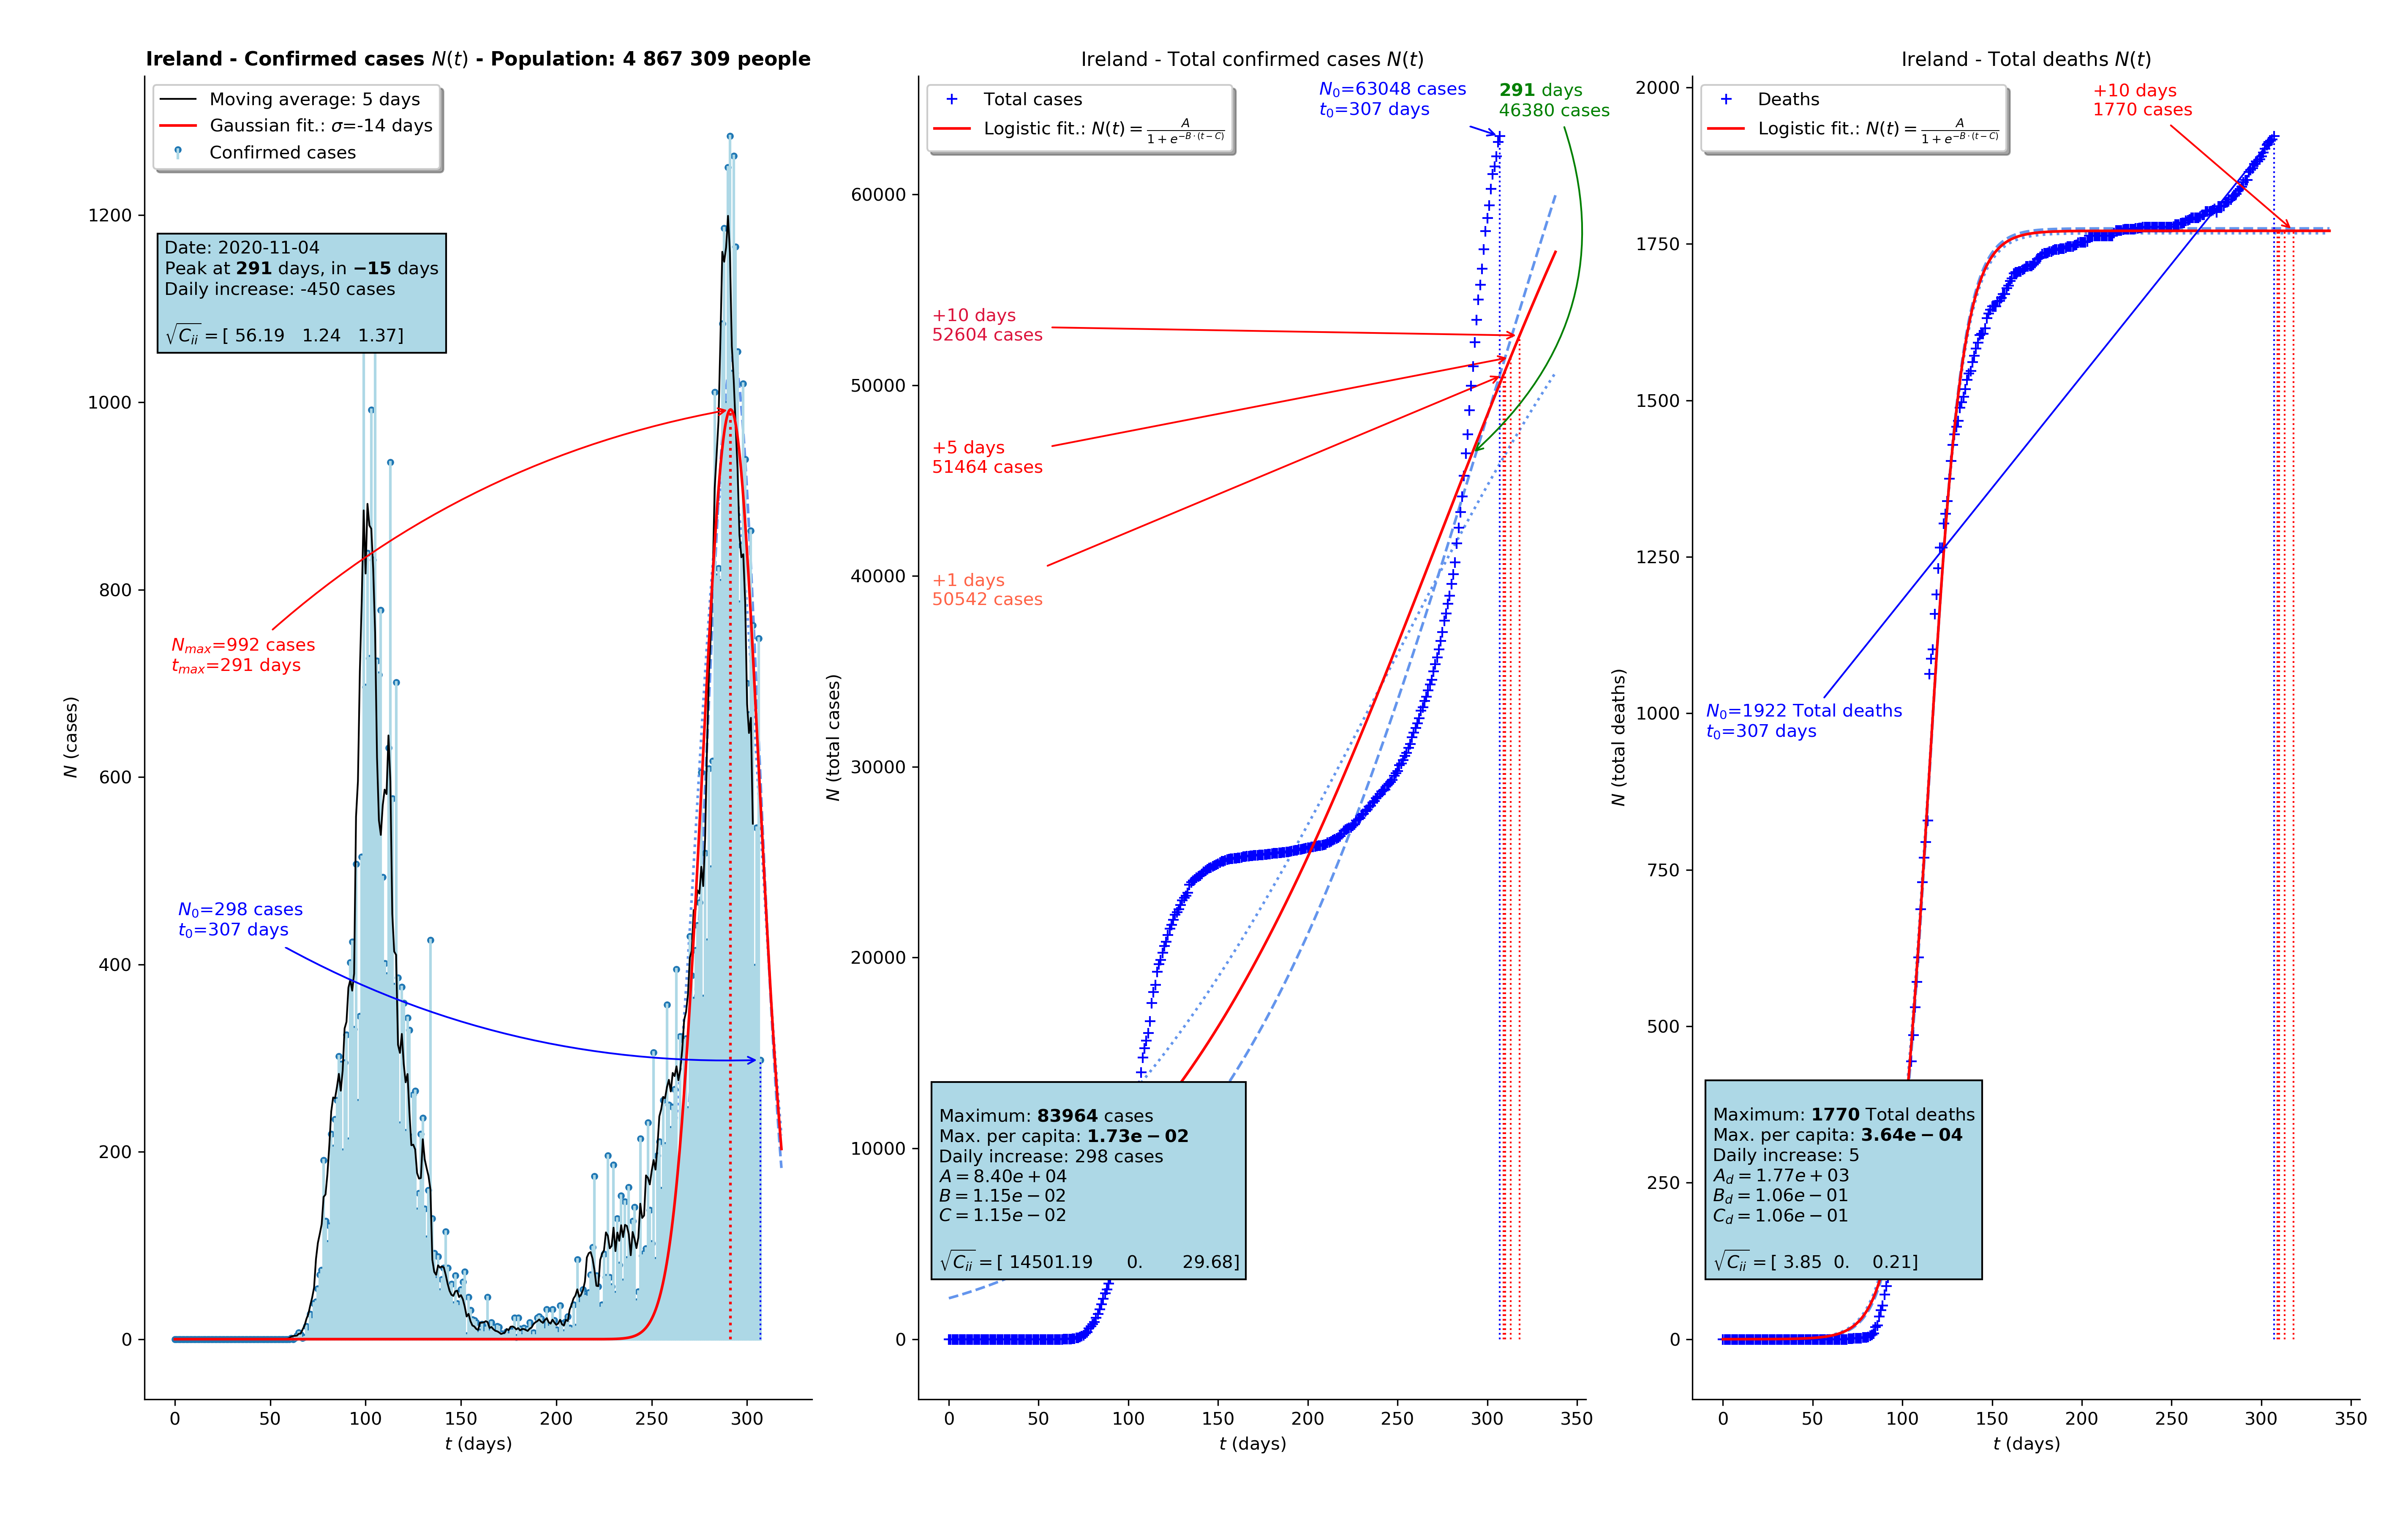 Ireland - Confirmed cases N(t) - Population: 4 867 309 people
Moving average: 5 days
Gaussian fit.: σ=-14 days
Confirmed cases
Date: 2020-11-04
Peak at 291 days, in −15 days
Daily increase: -450 cases
√C_ii = [ 56.19 1.24 1.37]
N_max=992 cases
t_max=291 days
N_0=298 cases
t_0=307 days
N (cases)
1200
1000
800
600
400
200
0
0 50 100 150 200 250 300
t (days)
Ireland - Total confirmed cases N(t)
Total cases
Logistic fit.: N(t) = A / (1 + e^{−B·(t−C)})
N_0=63048 cases
t_0=307 days
291 days
46380 cases
+10 days
52604 cases
+5 days
51464 cases
+1 days
50542 cases
Maximum: 83964 cases
Max. per capita: 1.73e − 02
Daily increase: 298 cases
A = 8.40e + 04
B = 1.15e − 02
C = 1.15e − 02
√C_ii = [ 14501.19 0. 29.68]
N (total cases)
60000
50000
40000
30000
20000
10000
0
0 50 100 150 200 250 300 350
t (days)
Ireland - Total deaths N(t)
Deaths
Logistic fit.: N(t) = A / (1 + e^{−B·(t−C)})
+10 days
1770 cases
N_0=1922 Total deaths
t_0=307 days
Maximum: 1770 Total deaths
Max. per capita: 3.64e − 04
Daily increase: 5
A_d = 1.77e + 03
B_d = 1.06e − 01
C_d = 1.06e − 01
√C_ii = [ 3.85 0. 0.21]
N (total deaths)
2000
1750
1500
1250
1000
750
500
250
0
0 50 100 150 200 250 300 350
t (days)